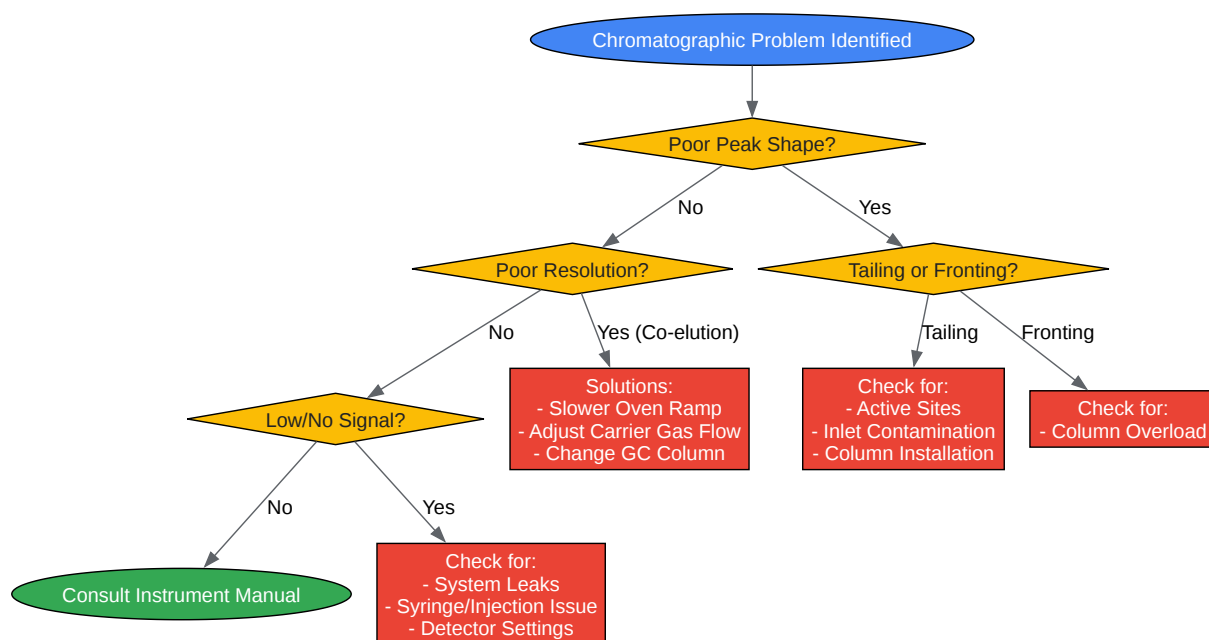 Chromatographic Problem Identified
Poor Peak Shape?
No
Yes
Poor Resolution?
Tailing or Fronting?
No
Yes (Co-elution)
Tailing
Fronting
Solutions:
- Slower Oven Ramp
- Adjust Carrier Gas Flow
- Change GC Column
Check for:
- Active Sites
- Inlet Contamination
- Column Installation
Check for:
- Column Overload
Low/No Signal?
No
Yes
Consult Instrument Manual
Check for:
- System Leaks
- Syringe/Injection Issue
- Detector Settings